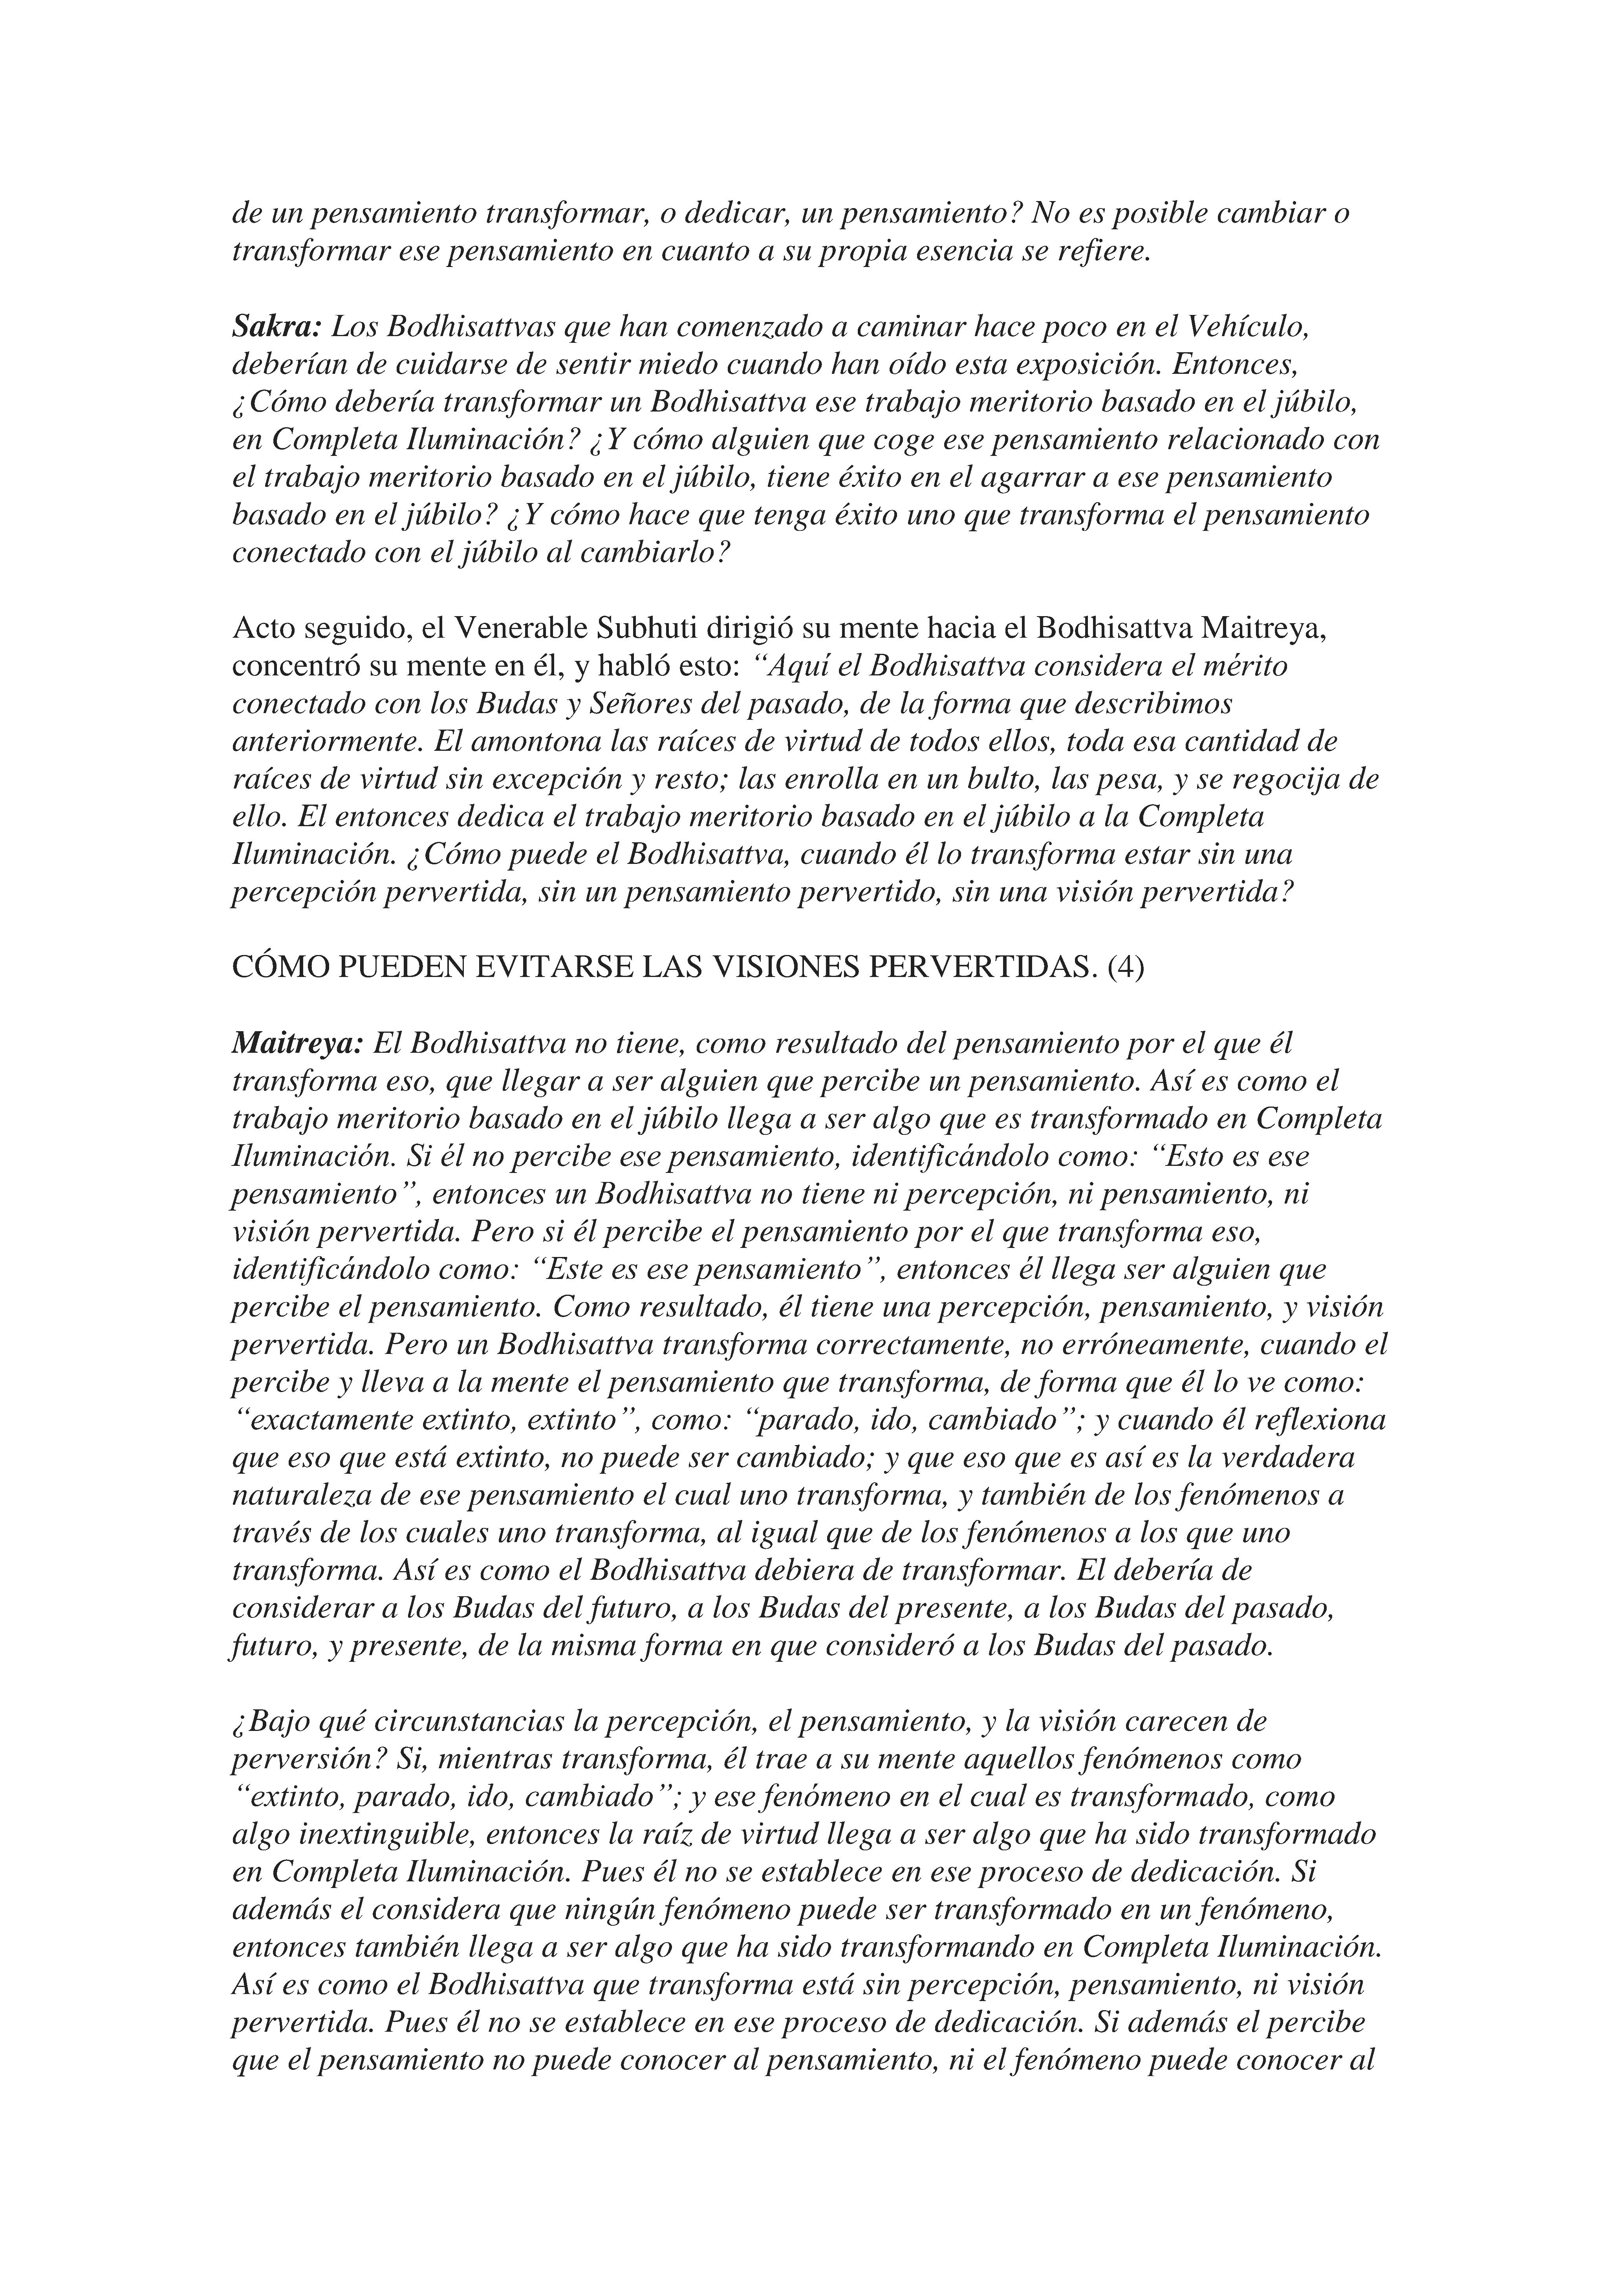 de un pensamiento transformar, o dedicar, un pensamiento? No es posible cambiar o
transformar ese pensamiento en cuanto a su propia esencia se refiere.
Sakra: Los Bodhisattvas que han comenzado a caminar hace poco en el Vehículo,
deberían de cuidarse de sentir miedo cuando han oído esta exposición. Entonces,
¿Cómo debería transformar un Bodhisattva ese trabajo meritorio basado en el júbilo,
en Completa Iluminación? ¿Y cómo alguien que coge ese pensamiento relacionado con
el trabajo meritorio basado en el júbilo, tiene éxito en el agarrar a ese pensamiento
basado en el júbilo? ¿Y cómo hace que tenga éxito uno que transforma el pensamiento
conectado con el júbilo al cambiarlo?
Acto seguido, el Venerable Subhuti dirigió su mente hacia el Bodhisattva Maitreya,
concentró su mente en él, y habló esto: “Aquí el Bodhisattva considera el mérito
conectado con los Budas y Señores del pasado, de la forma que describimos
anteriormente. El amontona las raíces de virtud de todos ellos, toda esa cantidad de
raíces de virtud sin excepción y resto; las enrolla en un bulto, las pesa, y se regocija de
ello. El entonces dedica el trabajo meritorio basado en el júbilo a la Completa
Iluminación. ¿Cómo puede el Bodhisattva, cuando él lo transforma estar sin una
percepción pervertida, sin un pensamiento pervertido, sin una visión pervertida?
CÓMO PUEDEN EVITARSE LAS VISIONES PERVERTIDAS. (4)
Maitreya: El Bodhisattva no tiene, como resultado del pensamiento por el que él
transforma eso, que llegar a ser alguien que percibe un pensamiento. Así es como el
trabajo meritorio basado en el júbilo llega a ser algo que es transformado en Completa
Iluminación. Si él no percibe ese pensamiento, identificándolo como: “Esto es ese
pensamiento”, entonces un Bodhisattva no tiene ni percepción, ni pensamiento, ni
visión pervertida. Pero si él percibe el pensamiento por el que transforma eso,
identificándolo como: “Este es ese pensamiento”, entonces él llega ser alguien que
percibe el pensamiento. Como resultado, él tiene una percepción, pensamiento, y visión
pervertida. Pero un Bodhisattva transforma correctamente, no erróneamente, cuando el
percibe y lleva a la mente el pensamiento que transforma, de forma que él lo ve como:
“exactamente extinto, extinto”, como: “parado, ido, cambiado”; y cuando él reflexiona
que eso que está extinto, no puede ser cambiado; y que eso que es así es la verdadera
naturaleza de ese pensamiento el cual uno transforma, y también de los fenómenos a
través de los cuales uno transforma, al igual que de los fenómenos a los que uno
transforma. Así es como el Bodhisattva debiera de transformar. El debería de
considerar a los Budas del futuro, a los Budas del presente, a los Budas del pasado,
futuro, y presente, de la misma forma en que consideró a los Budas del pasado.
¿Bajo qué circunstancias la percepción, el pensamiento, y la visión carecen de
perversión? Si, mientras transforma, él trae a su mente aquellos fenómenos como
“extinto, parado, ido, cambiado”; y ese fenómeno en el cual es transformado, como
algo inextinguible, entonces la raíz de virtud llega a ser algo que ha sido transformado
en Completa Iluminación. Pues él no se establece en ese proceso de dedicación. Si
además el considera que ningún fenómeno puede ser transformado en un fenómeno,
entonces también llega a ser algo que ha sido transformando en Completa Iluminación.
Así es como el Bodhisattva que transforma está sin percepción, pensamiento, ni visión
pervertida. Pues él no se establece en ese proceso de dedicación. Si además el percibe
que el pensamiento no puede conocer al pensamiento, ni el fenómeno puede conocer al